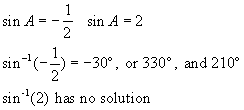 sin A = -1/2   sin A = 2
sin⁻¹(-1/2) = -30°, or 330°, and 210°
sin⁻¹(2) has no solution